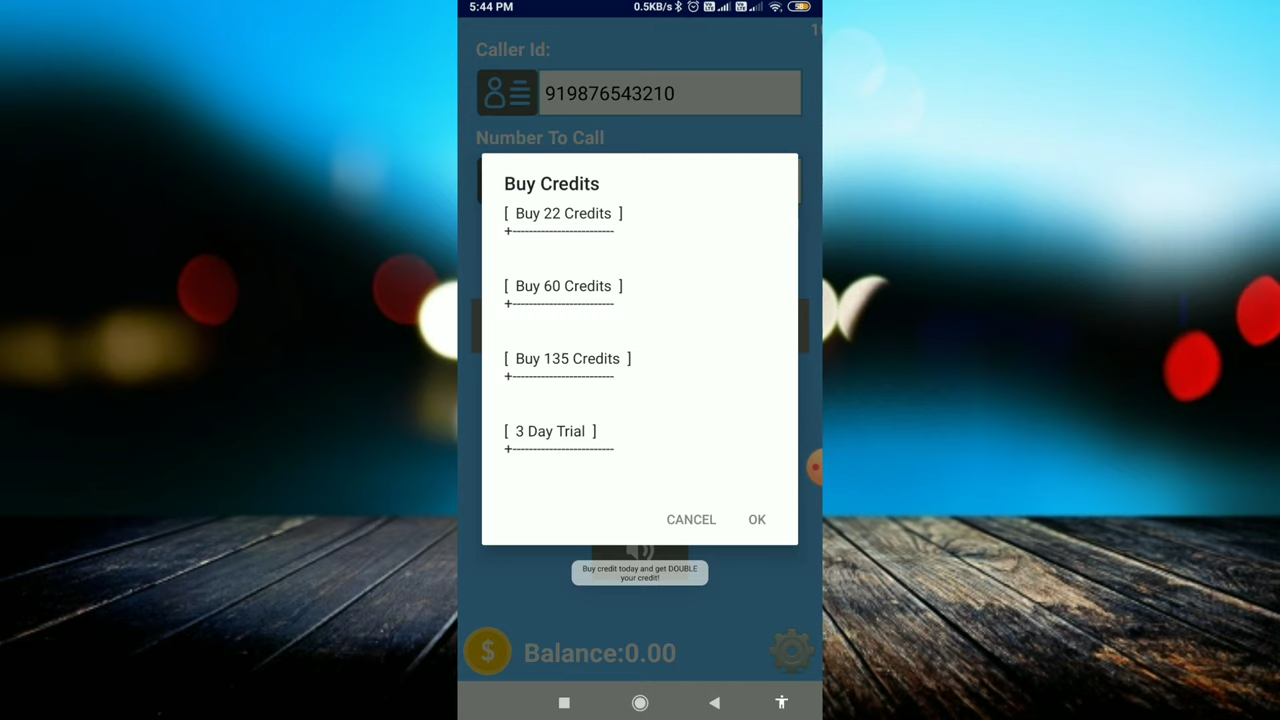 5:44 PM
0.5KB/s
58
Caller Id:
919876543210
Number To Call
Buy Credits
[ Buy 22 Credits ]
+-------------------------
[ Buy 60 Credits ]
+-------------------------
[ Buy 135 Credits ]
+-------------------------
[ 3 Day Trial ]
+-------------------------
CANCEL OK
Buy credit today and get DOUBLE
your credit!
$ Balance:0.00